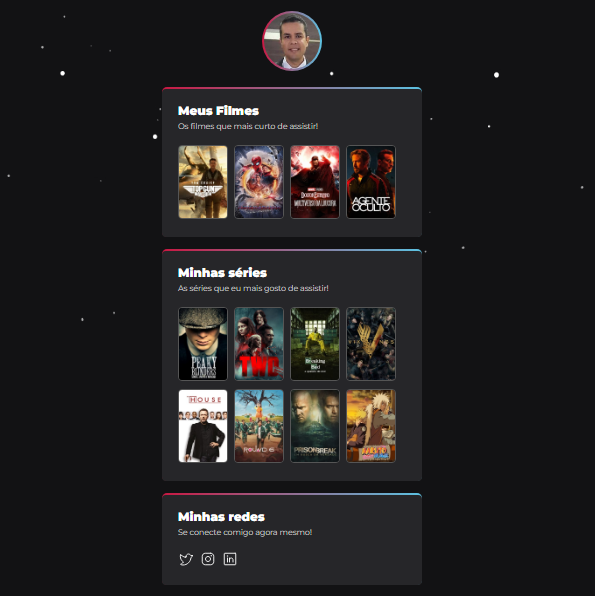 Meus Filmes
Os filmes que mais curto de assistir!
TOP GUN
MAVERICK
DOCTOR STRANGE
MULTIVERSO DA LOUCURA
AGENTE
OCULTO
Minhas séries
As séries que eu mais gosto de assistir!
PEAKY
BLINDERS
TWD
Breaking
Bad
VIKINGS
HOUSE
ROUND 6
PRISON BREAK
NARUTO
Minhas redes
Se conecte comigo agora mesmo!
in